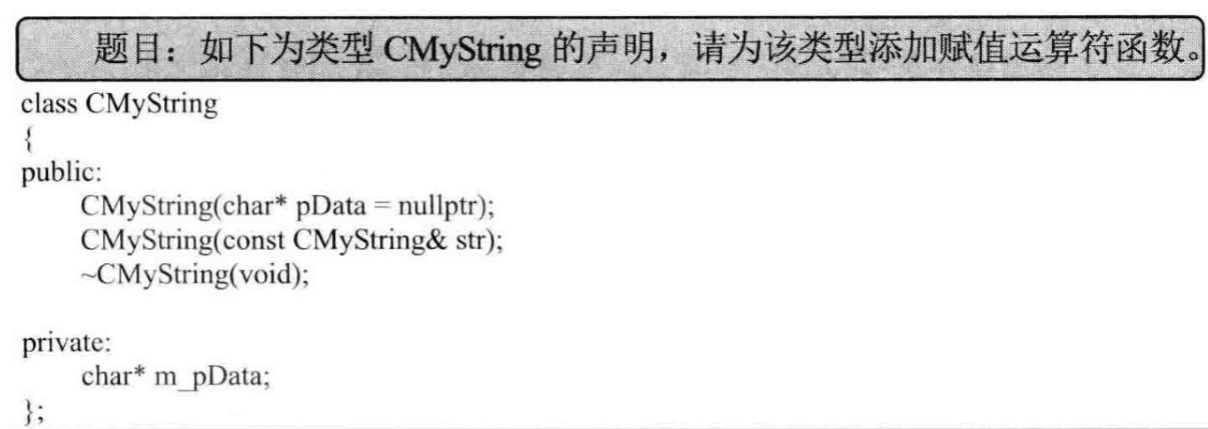 题目：如下为类型 CMyString 的声明，请为该类型添加赋值运算符函数。
class CMyString
{
public:
CMyString(char* pData = nullptr);
CMyString(const CMyString& str);
~CMyString(void);
private:
char* m_pData;
};